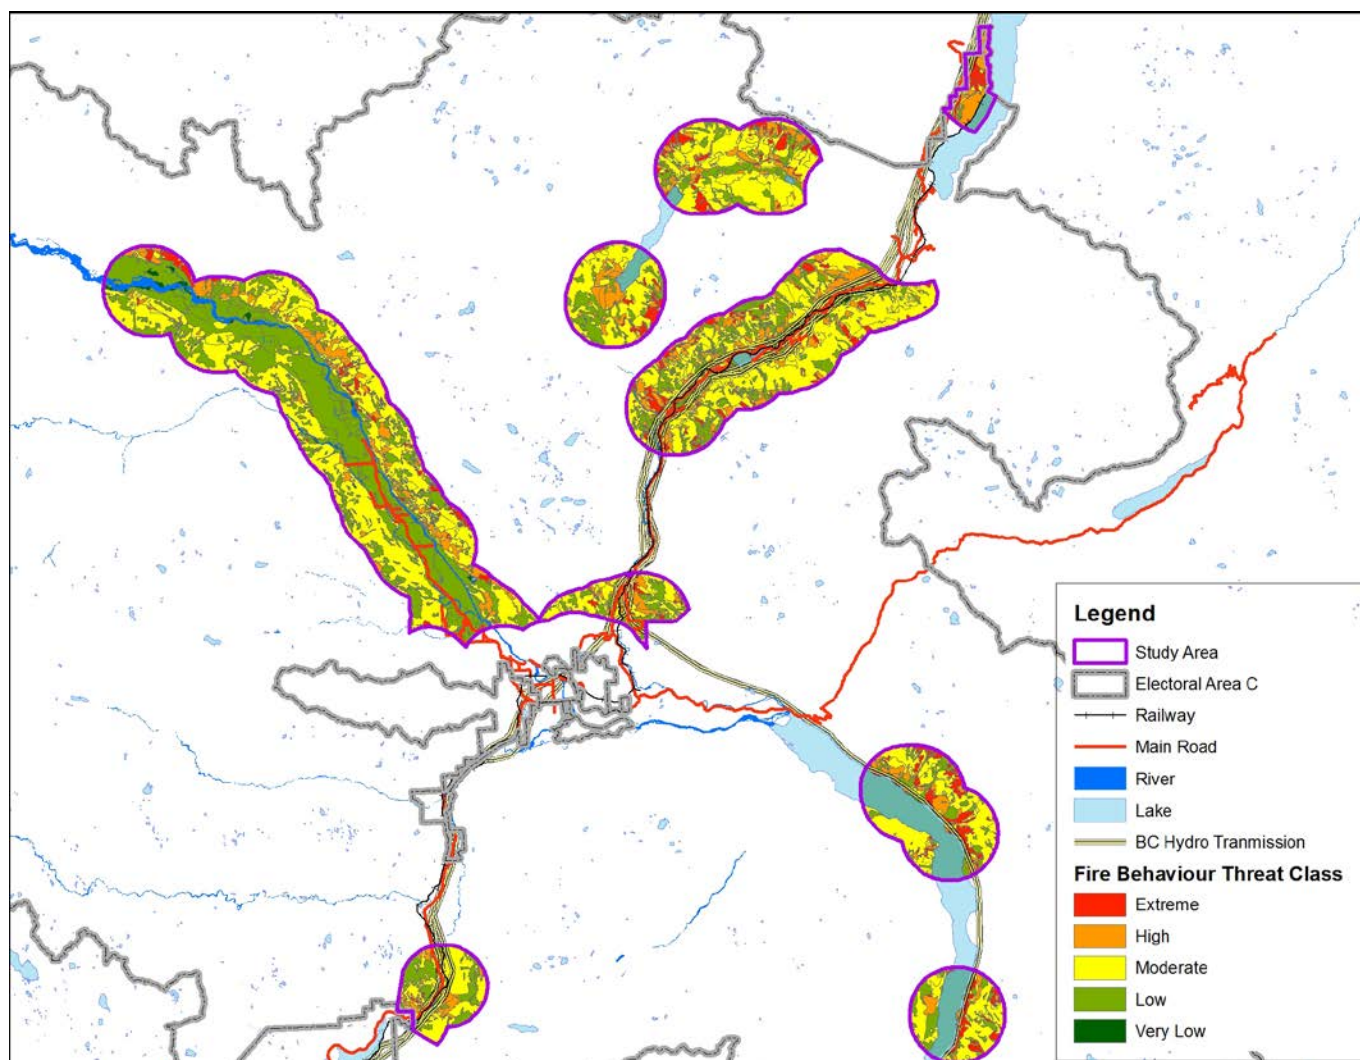 Legend
Study Area
Electoral Area C
Railway
Main Road
River
Lake
BC Hydro Tranmission
Fire Behaviour Threat Class
Extreme
High
Moderate
Low
Very Low